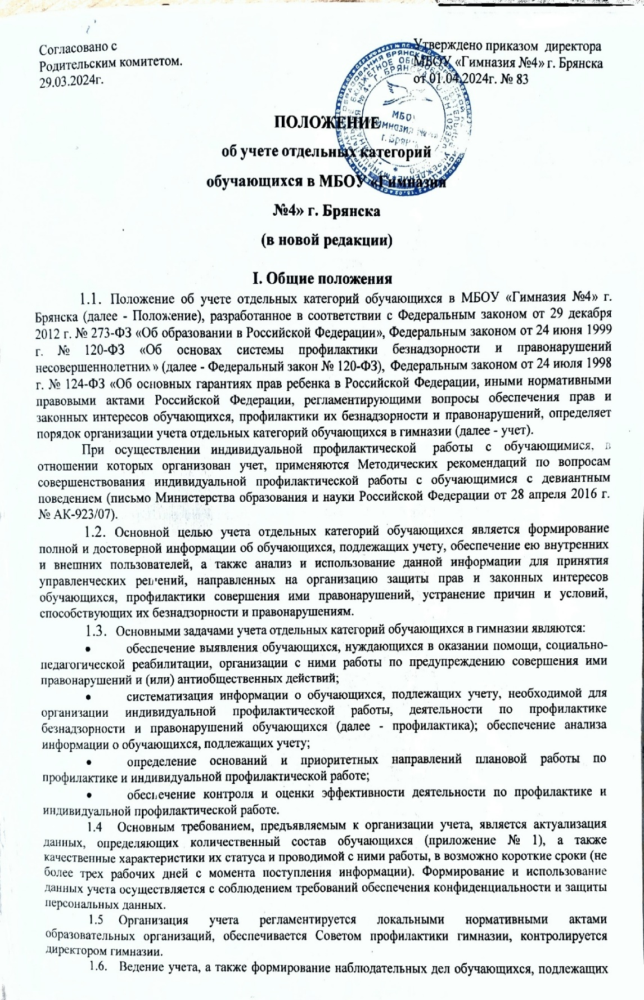 Согласовано с
Родительским комитетом.
29.03.2024г.
Утверждено приказом директора
МБОУ «Гимназия №4» г. Брянска
от 01.04.2024г. № 83
МБОУ
г. Брян
ПОЛОЖЕНИЕ
об учете отдельных категорий
обучающихся в МБОУ «Гимназия
№4» г. Брянска
(в новой редакции)
I. Общие положения
1.1. Положение об учете отдельных категорий обучающихся в МБОУ «Гимназия №4» г.
Брянска (далее - Положение), разработанное в соответствии с Федеральным законом от 29 декабря
2012 г. № 273-ФЗ «Об образовании в Российской Федерации», Федеральным законом от 24 июня 1999
г. № 120-ФЗ «Об основах системы профилактики безнадзорности и правонарушений
несовершеннолетних» (далее - Федеральный закон № 120-ФЗ), Федеральным законом от 24 июля 1998
г. № 124-ФЗ «Об основных гарантиях прав ребенка в Российской Федерации, иными нормативными
правовыми актами Российской Федерации, регламентирующими вопросы обеспечения прав и
законных интересов обучающихся, профилактики их безнадзорности и правонарушений, определяет
порядок организации учета отдельных категорий обучающихся в гимназии (далее - учет).
При осуществлении индивидуальной профилактической работы с обучающимися, в
отношении которых организован учет, применяются Методических рекомендаций по вопросам
совершенствования индивидуальной профилактической работы с обучающимися с девиантным
поведением (письмо Министерства образования и науки Российской Федерации от 28 апреля 2016 г.
№ АК-923/07).
1.2. Основной целью учета отдельных категорий обучающихся является формирование
полной и достоверной информации об обучающихся, подлежащих учету, обеспечение ею внутренних
и внешних пользователей, а также анализ и использование данной информации для принятия
управленческих решений, направленных на организацию защиты прав и законных интересов
обучающихся, профилактики совершения ими правонарушений, устранение причин и условий,
способствующих их безнадзорности и правонарушениям.
1.3. Основными задачами учета отдельных категорий обучающихся в гимназии являются:
• обеспечение выявления обучающихся, нуждающихся в оказании помощи, социально-
педагогической реабилитации, организации с ними работы по предупреждению совершения ими
правонарушений и (или) антиобщественных действий;
• систематизация информации о обучающихся, подлежащих учету, необходимой для
организации индивидуальной профилактической работы, деятельности по профилактике
безнадзорности и правонарушений обучающихся (далее - профилактика); обеспечение анализа
информации о обучающихся, подлежащих учету;
• определение оснований и приоритетных направлений плановой работы по
профилактике и индивидуальной профилактической работе;
• обеспечение контроля и оценки эффективности деятельности по профилактике и
индивидуальной профилактической работе.
1.4 Основным требованием, предъявляемым к организации учета, является актуализация
данных, определяющих количественный состав обучающихся (приложение № 1), а также
качественные характеристики их статуса и проводимой с ними работы, в возможно короткие сроки (не
более трех рабочих дней с момента поступления информации). Формирование и использование
данных учета осуществляется с соблюдением требований обеспечения конфиденциальности и защиты
персональных данных.
1.5 Организация учета регламентируется локальными нормативными актами
образовательных организаций, обеспечивается Советом профилактики гимназии, контролируется
директором гимназии.
1.6. Ведение учета, а также формирование наблюдательных дел обучающихся, подлежащих